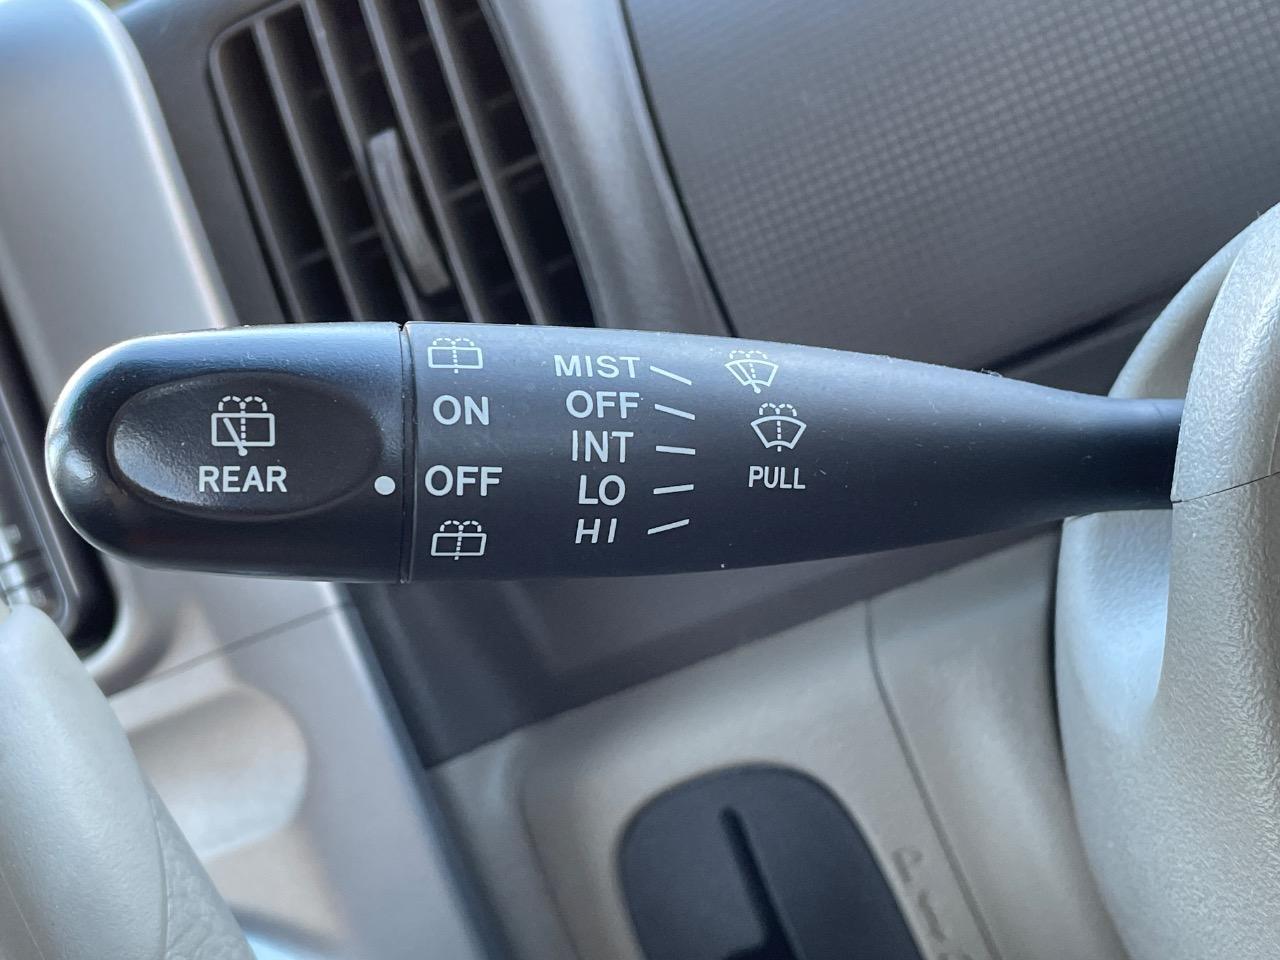 REAR
ON
OFF
MIST
OFF
INT
LO
HI
PULL